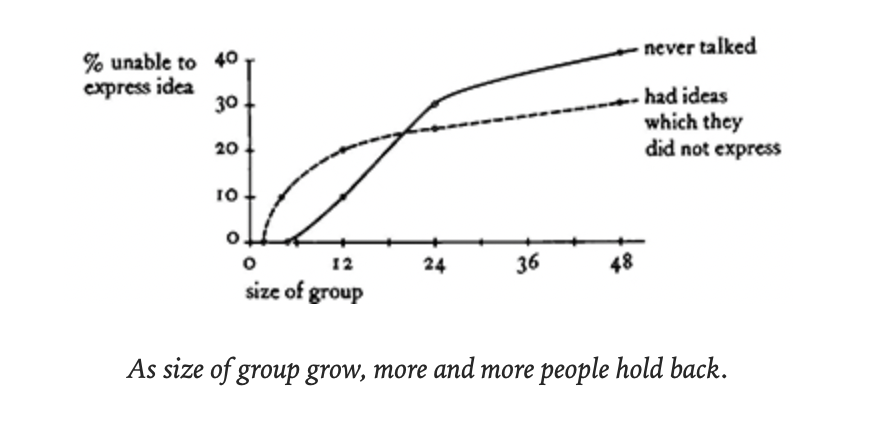 % unable to
express idea
40
30
20
10
0
0 12 24 36 48
size of group
never talked
had ideas
which they
did not express
As size of group grow, more and more people hold back.